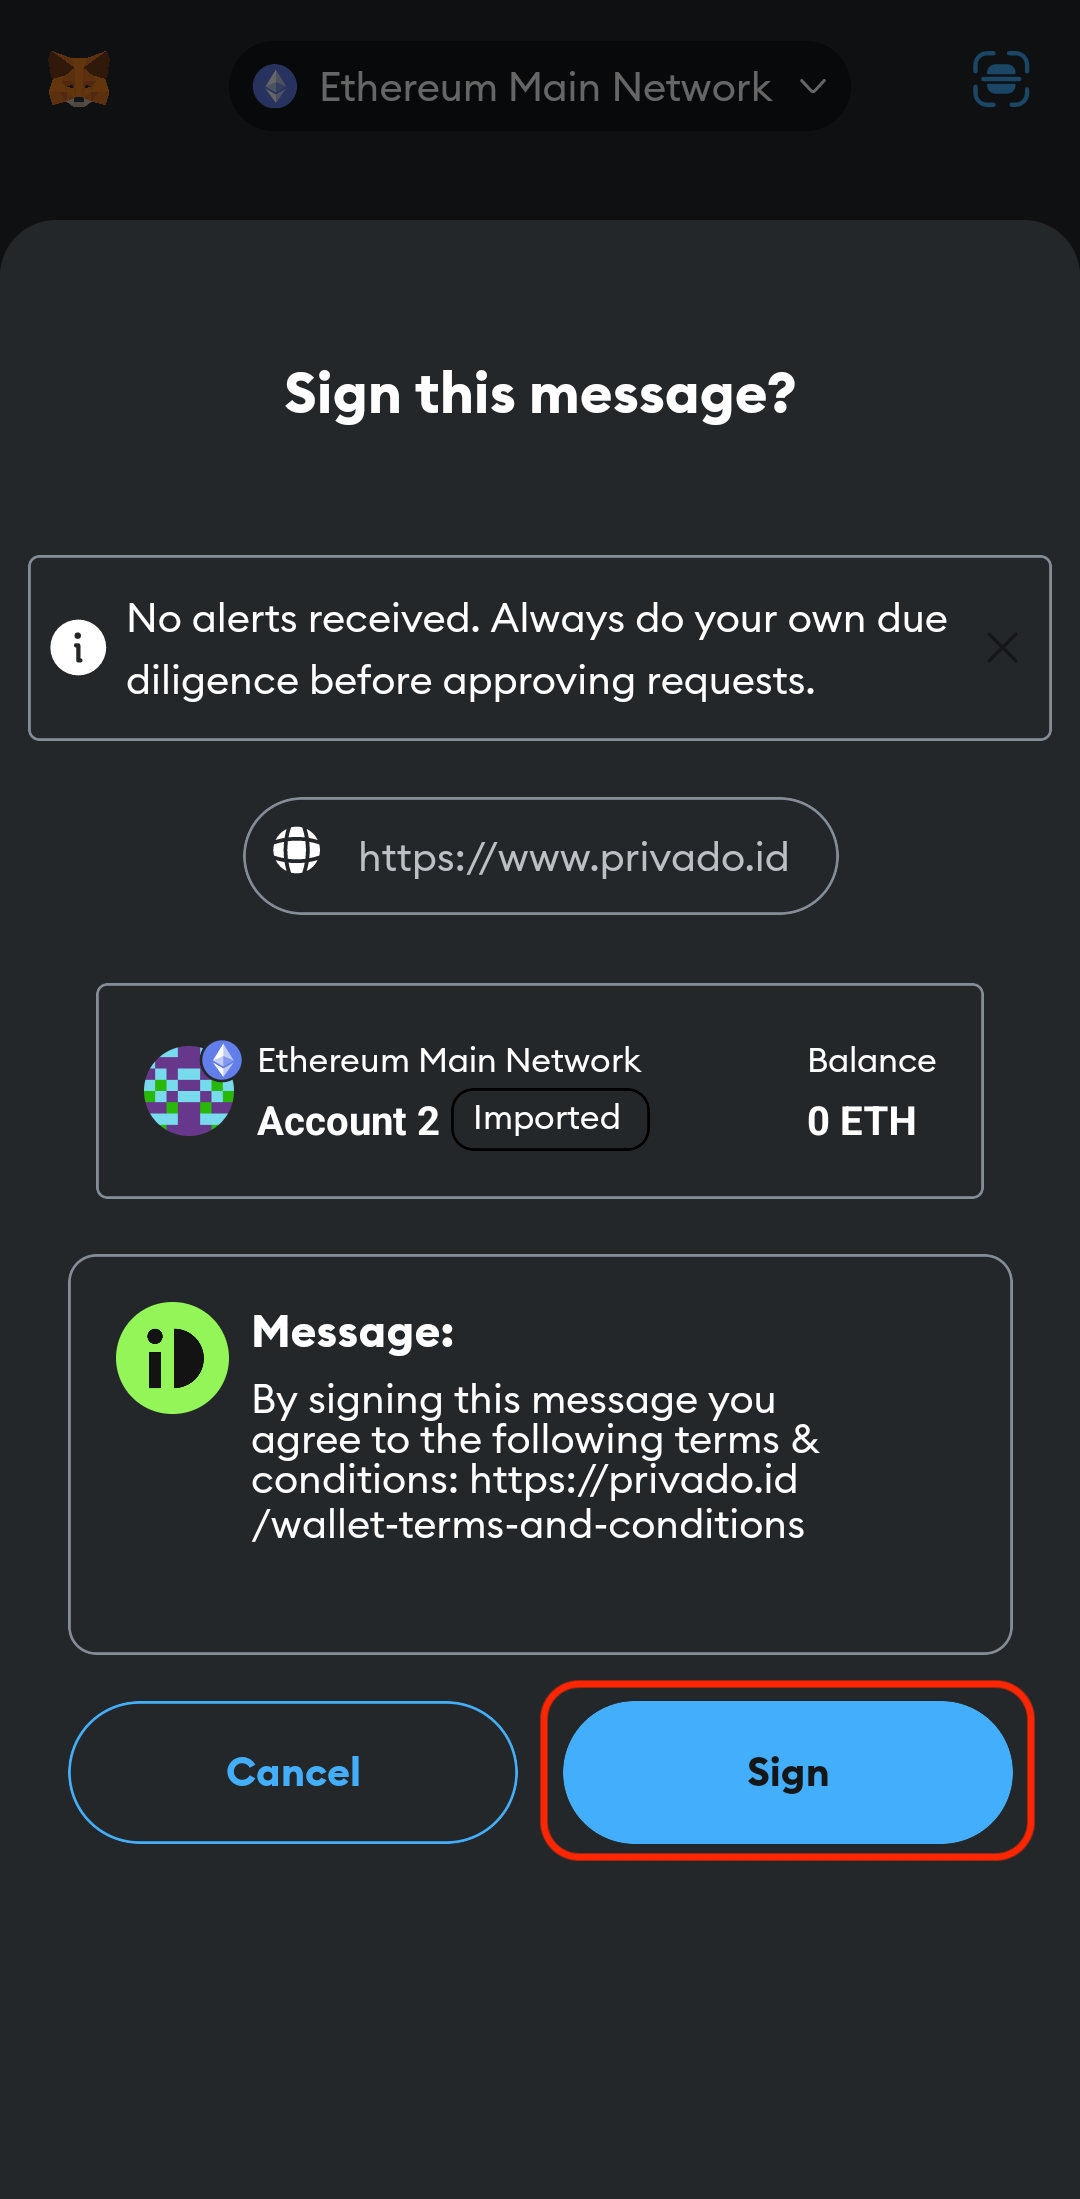 Ethereum Main Network
Sign this message?
No alerts received. Always do your own due
diligence before approving requests.
https://www.privado.id
Ethereum Main Network
Balance
Account 2
Imported
0 ETH
iD
Message:
By signing this message you
agree to the following terms &
conditions: https://privado.id
/wallet-terms-and-conditions
Cancel
Sign